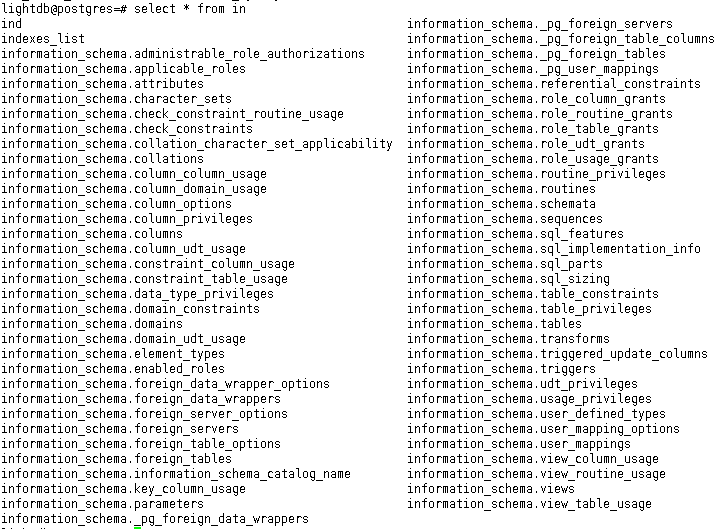 lightdb@postgres=# select * from in
ind information_schema._pg_foreign_servers
indexes_list information_schema._pg_foreign_table_columns
information_schema.administrable_role_authorizations information_schema._pg_foreign_tables
information_schema.applicable_roles information_schema._pg_user_mappings
information_schema.attributes information_schema.referential_constraints
information_schema.character_sets information_schema.role_column_grants
information_schema.check_constraint_routine_usage information_schema.role_routine_grants
information_schema.check_constraints information_schema.role_table_grants
information_schema.collation_character_set_applicability information_schema.role_udt_grants
information_schema.collations information_schema.role_usage_grants
information_schema.column_column_usage information_schema.routine_privileges
information_schema.column_domain_usage information_schema.routines
information_schema.column_options information_schema.schemata
information_schema.column_privileges information_schema.sequences
information_schema.columns information_schema.sql_features
information_schema.column_udt_usage information_schema.sql_implementation_info
information_schema.constraint_column_usage information_schema.sql_parts
information_schema.constraint_table_usage information_schema.sql_sizing
information_schema.data_type_privileges information_schema.table_constraints
information_schema.domain_constraints information_schema.table_privileges
information_schema.domains information_schema.tables
information_schema.domain_udt_usage information_schema.transforms
information_schema.element_types information_schema.triggered_update_columns
information_schema.enabled_roles information_schema.triggers
information_schema.foreign_data_wrapper_options information_schema.udt_privileges
information_schema.foreign_data_wrappers information_schema.usage_privileges
information_schema.foreign_server_options information_schema.user_defined_types
information_schema.foreign_servers information_schema.user_mapping_options
information_schema.foreign_table_options information_schema.user_mappings
information_schema.foreign_tables information_schema.view_column_usage
information_schema.information_schema_catalog_name information_schema.view_routine_usage
information_schema.key_column_usage information_schema.views
information_schema.parameters information_schema.view_table_usage
information_schema._pg_foreign_data_wrappers